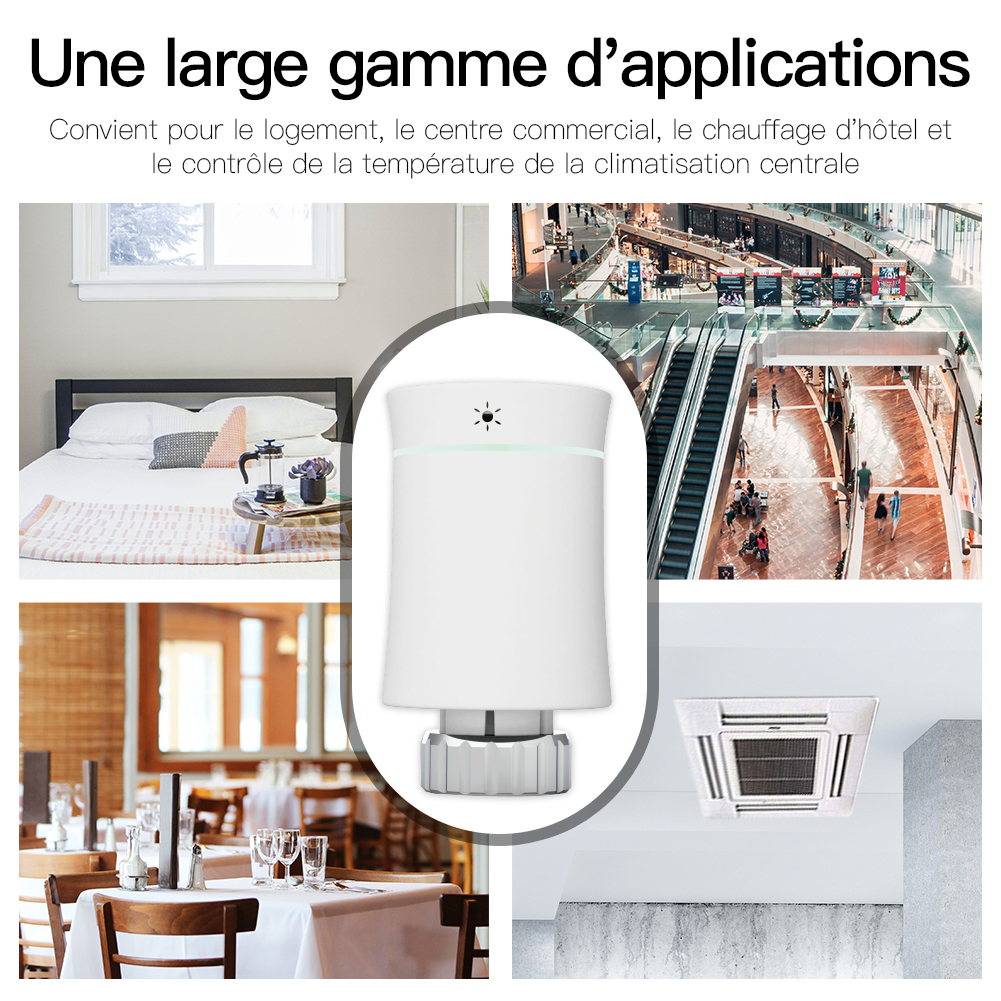 Une large gamme d’applications
Convient pour le logement, le centre commercial, le chauffage d’hôtel et
le contrôle de la température de la climatisation centrale